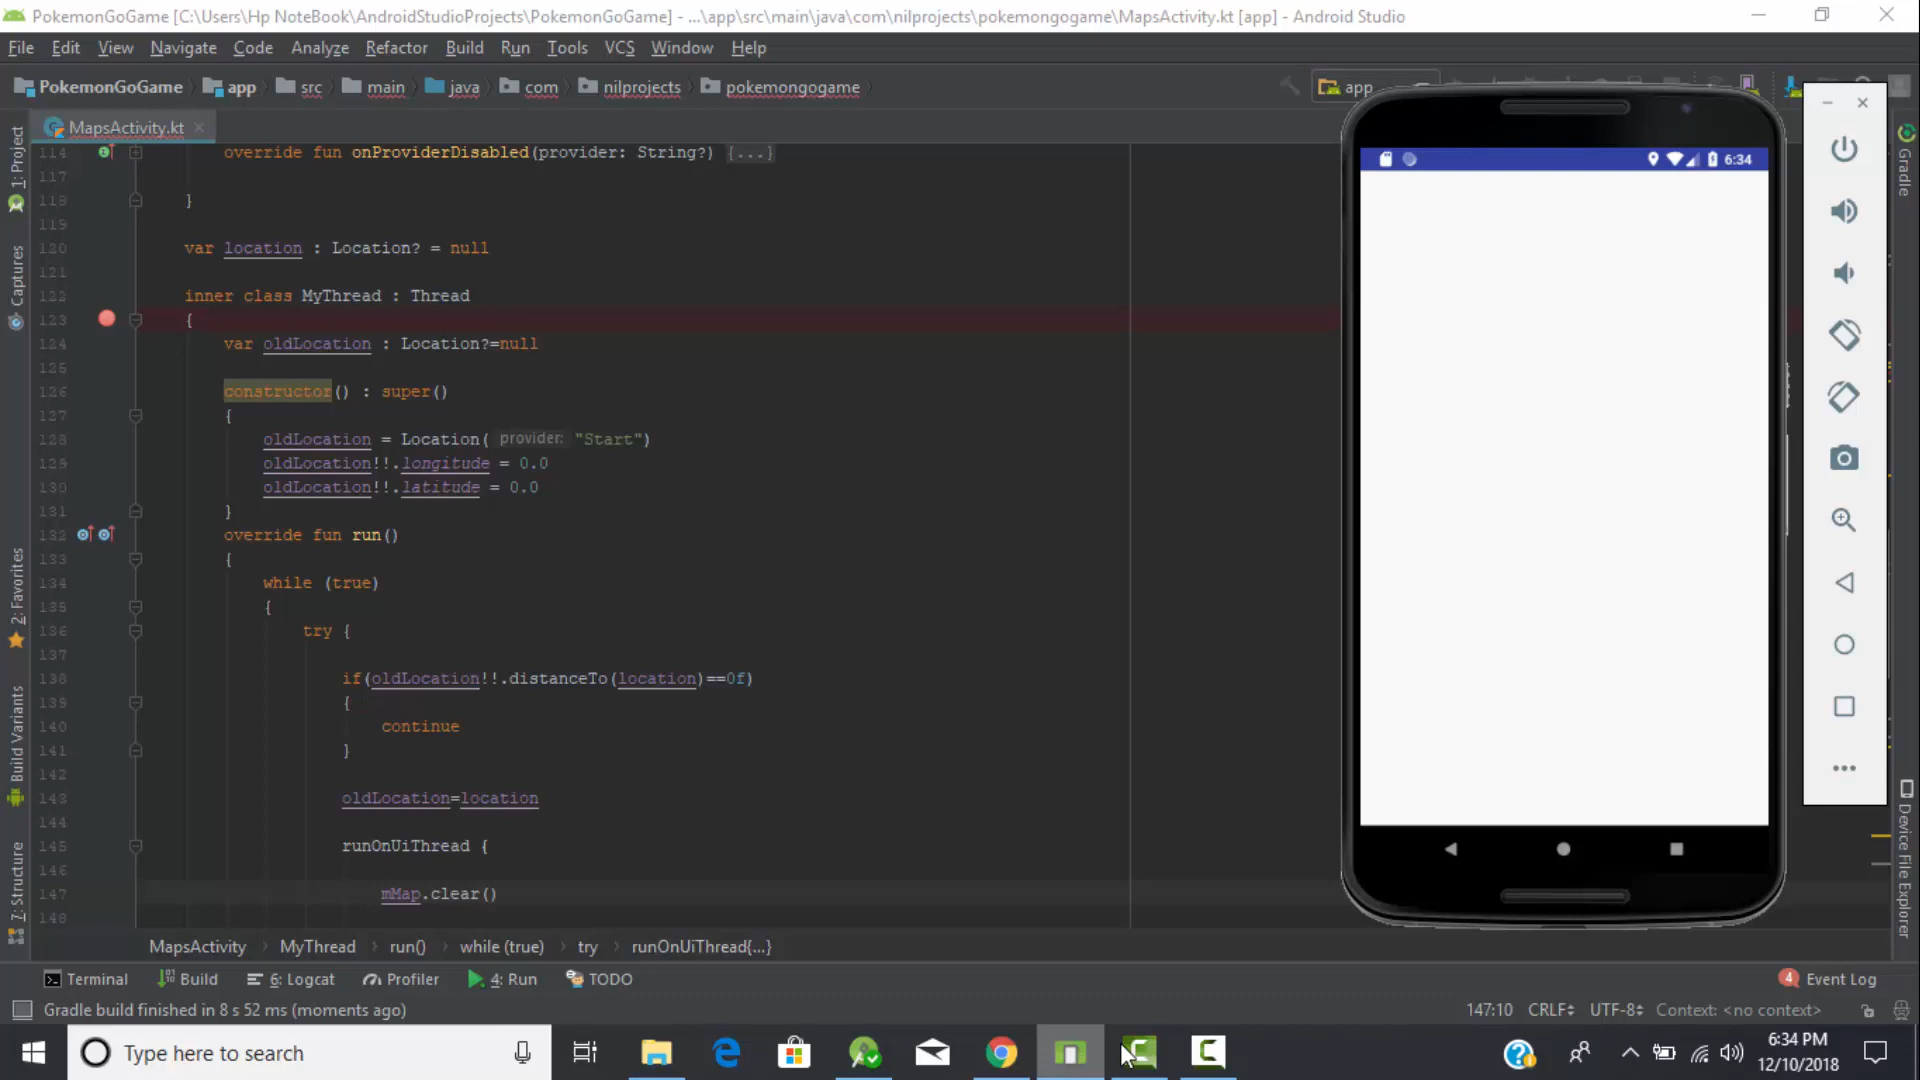 PokemonGoGame [C:\Users\Hp NoteBook\AndroidStudioProjects\PokemonGoGame] - ...\app\src\main\java\com\nilprojects\pokemongogame\MapsActivity.kt [app] - Android Studio
File Edit View Navigate Code Analyze Refactor Build Run Tools VCS Window Help
PokemonGoGame app src main java com nilprojects pokemongogame app
MapsActivity.kt
114 override fun onProviderDisabled(provider: String?) {...}
117
118 }
119
120 var location : Location? = null
121
122 inner class MyThread : Thread
123 {
124 var oldLocation : Location?=null
125
126 constructor() : super()
127 {
128 oldLocation = Location( provider: "Start")
129 oldLocation!!.longitude = 0.0
130 oldLocation!!.latitude = 0.0
131 }
132 override fun run()
133 {
134 while (true)
135 {
136 try {
137
138 if(oldLocation!!.distanceTo(location)==0f)
139 {
140 continue
141 }
142
143 oldLocation=location
144
145 runOnUiThread {
146
147 mMap.clear()
148
MapsActivity MyThread run() while (true) try runOnUiThread{...}
Terminal Build 6: Logcat Profiler 4: Run TODO
4 Event Log
Gradle build finished in 8 s 52 ms (moments ago)
147:10 CRLF UTF-8 Context: <no context>
1: Project
Captures
2: Favorites
Build Variants
7: Structure
Gradle
Device File Explorer
6:34
Type here to search
6:34 PM
12/10/2018